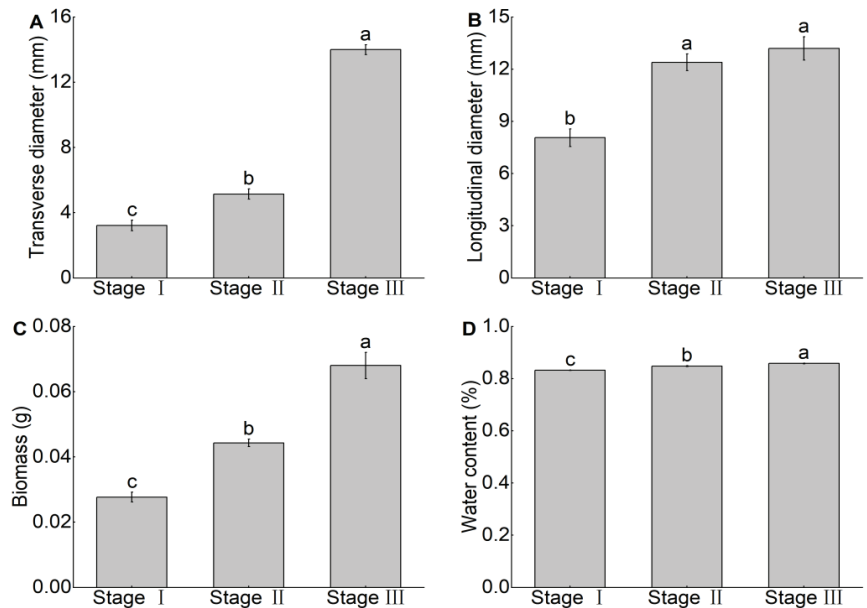 A
Transverse diameter (mm)
16
12
8
4
0
c
b
a
Stage I
Stage II
Stage III
B
Longitudinal diameter (mm)
15
12
9
6
3
0
b
a
a
Stage I
Stage II
Stage III
C
Biomass (g)
0.08
0.06
0.04
0.02
0.00
c
b
a
Stage I
Stage II
Stage III
D
Water content (%)
1.0
0.8
0.6
0.4
0.2
0.0
c
b
a
Stage I
Stage II
Stage III